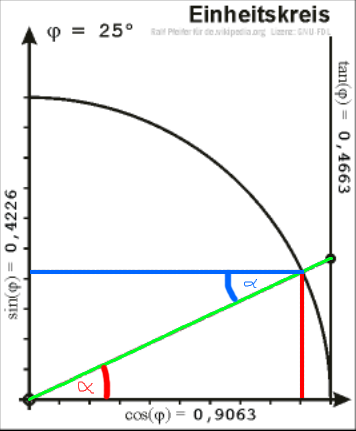 Einheitskreis
φ = 25°
Ralf Pfeifer für de.wikipedia.org Lizenz: GNU-FDL
tan(φ) = 0,4663
sin(φ) = 0,4226
α
α
cos(φ) = 0,9063